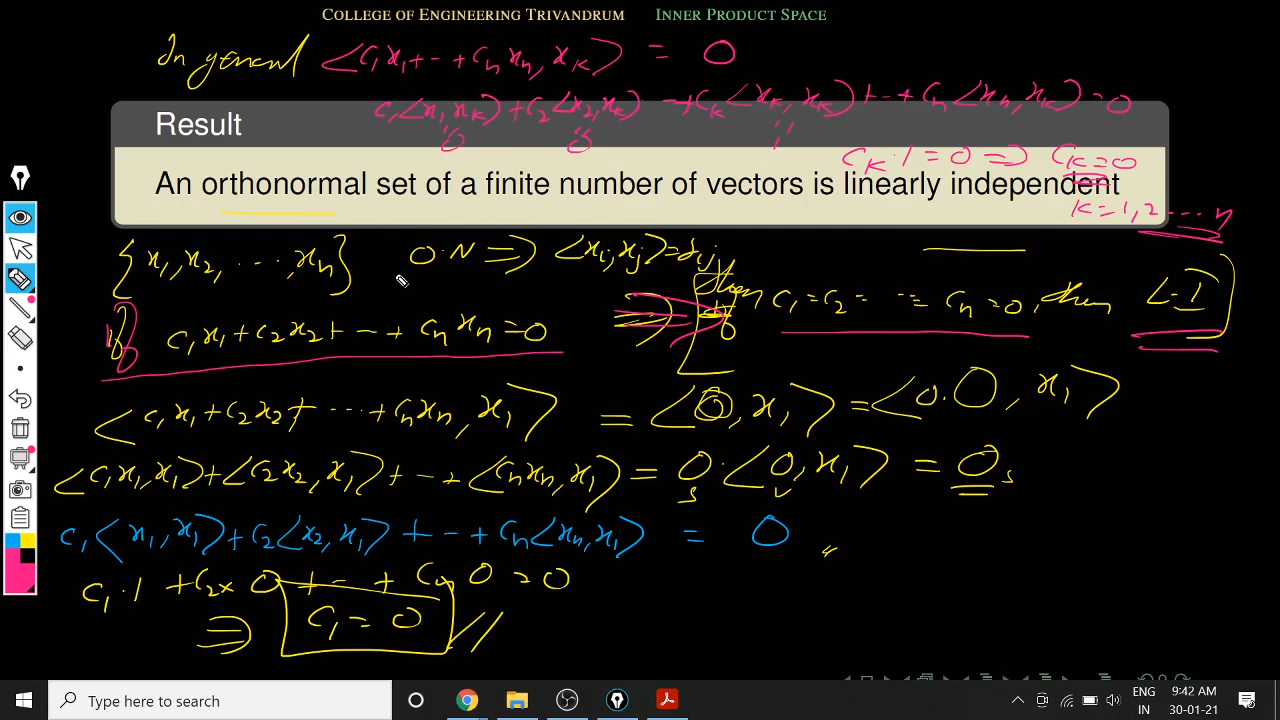 COLLEGE OF ENGINEERING TRIVANDRUM INNER PRODUCT SPACE
In general <c₁x₁+--+cₙxₙ, xₖ> = 0
c₁<x₁,xₖ>+c₂<x₂,xₖ> --+cₖ<xₖ,xₖ>+--+cₙ<xₙ,xₖ>=0
0 0 1
Result
cₖ·1=0 ⇒ cₖ=0
An orthonormal set of a finite number of vectors is linearly independent
k=1,2····n
{x₁,x₂,···,xₙ} O·N ⇒ <xᵢ,xⱼ>=δᵢⱼ
If c₁x₁+c₂x₂+--+cₙxₙ=0 ⇒ then c₁=c₂=--=cₙ=0, then L-I
<c₁x₁+c₂x₂+···+cₙxₙ, x₁> = <0,x₁> =<0.0, x₁>
<c₁x₁,x₁>+<c₂x₂,x₁>+--+<cₙxₙ,x₁> = 0·<0,x₁> = 0ₛ
s v
c₁<x₁,x₁>+c₂<x₂,x₁>+--+cₙ<xₙ,x₁> = 0
c₁·1 +c₂×0+--+cₙ0=0
⇒ c₁=0
Type here to search
ENG
IN
9:42 AM
30-01-21